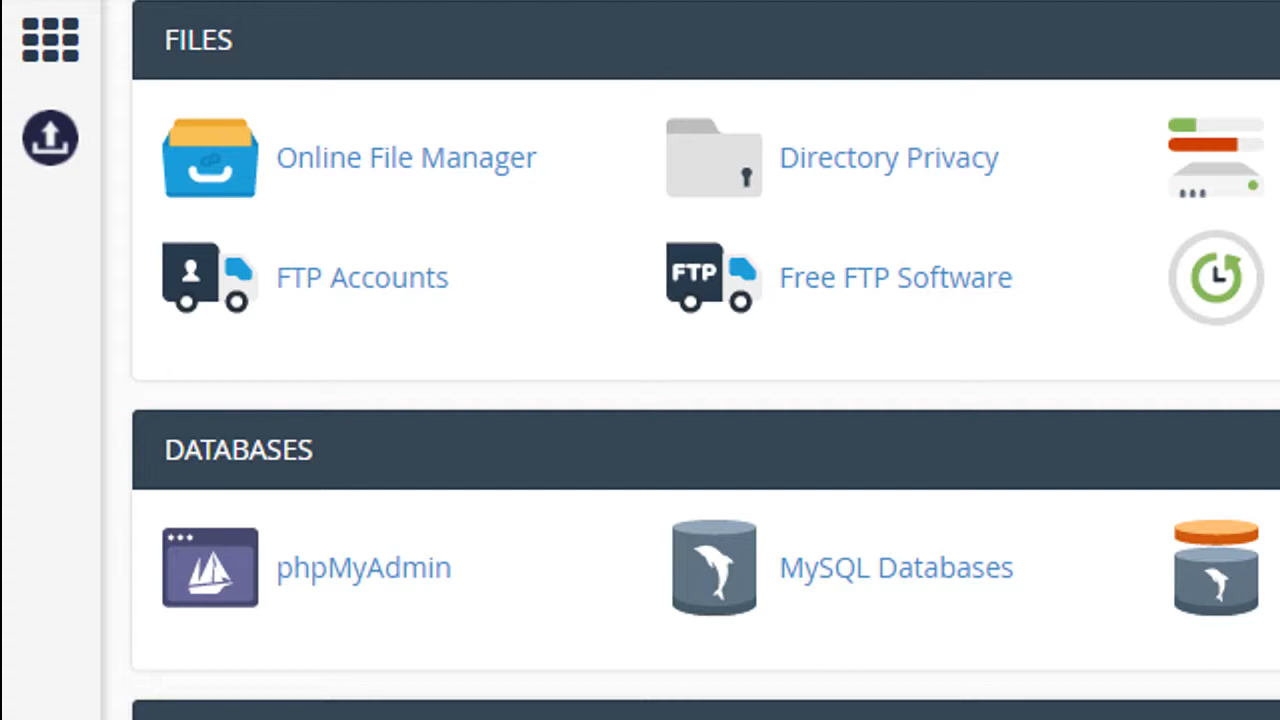 FILES
Online File Manager
Directory Privacy
FTP Accounts
FTP
Free FTP Software
DATABASES
phpMyAdmin
MySQL Databases